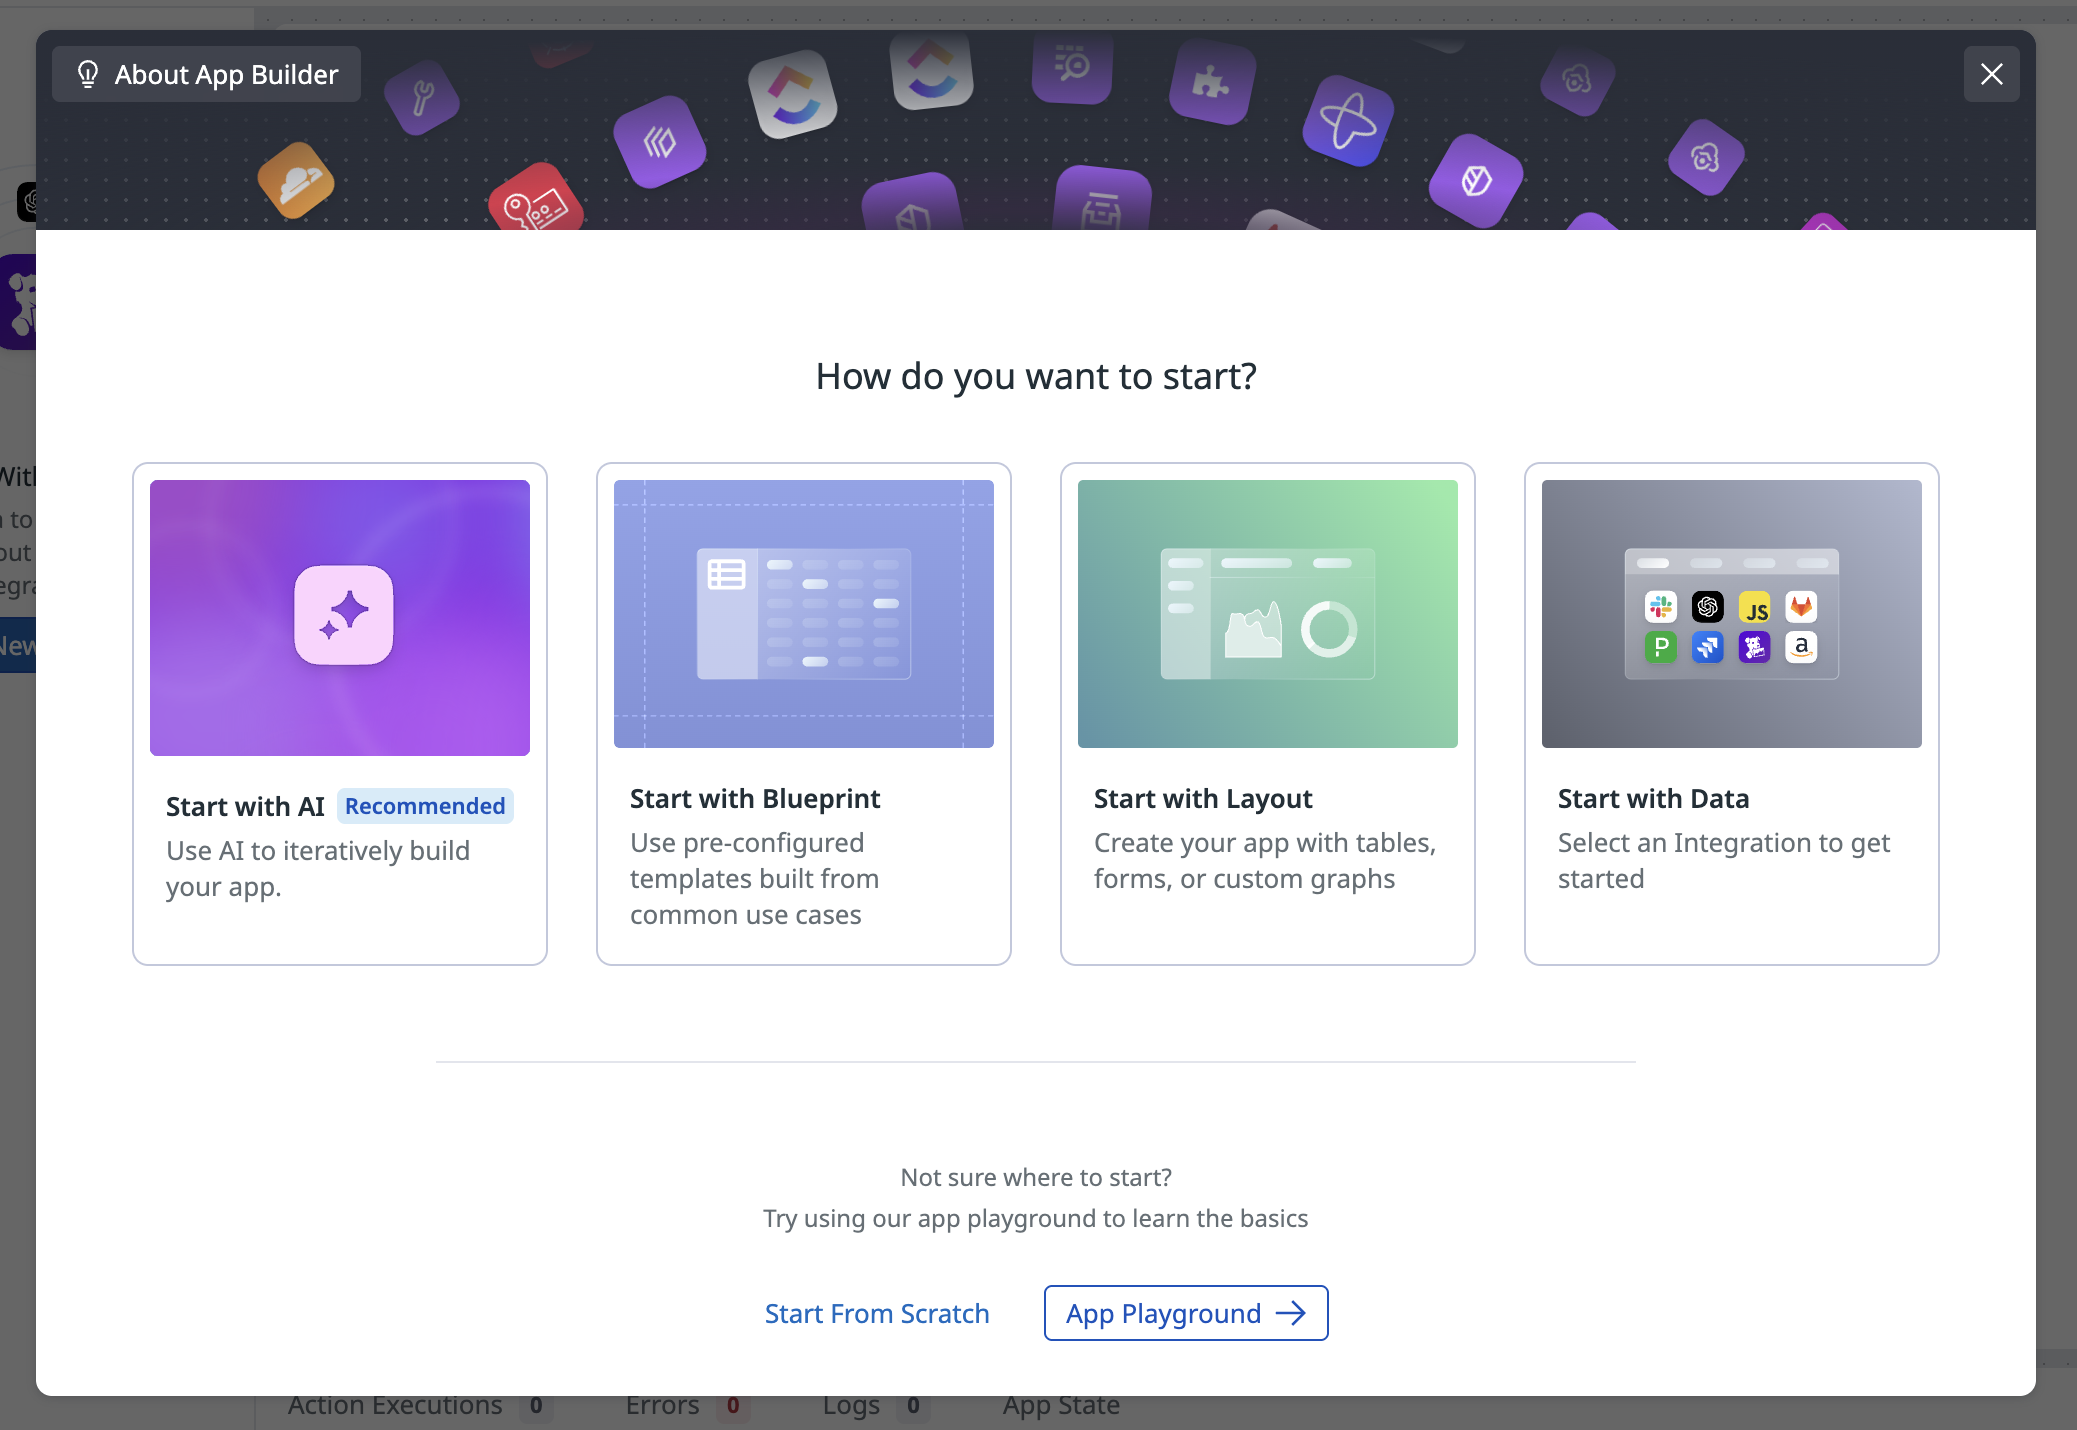 About App Builder
How do you want to start?
Start with AI Recommended
Use AI to iteratively build
your app.
Start with Blueprint
Use pre-configured
templates built from
common use cases
Start with Layout
Create your app with tables,
forms, or custom graphs
JS
P
a
Start with Data
Select an Integration to get
started
Not sure where to start?
Try using our app playground to learn the basics
Start From Scratch
App Playground
With
to
out
egra
New
Action Executions 0
Errors 0
Logs 0
App State